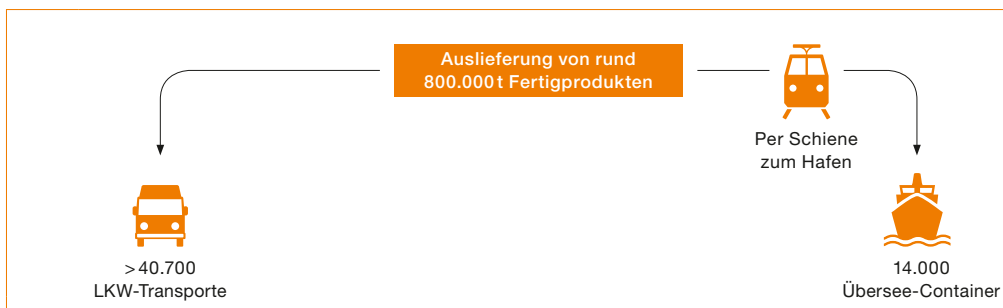 Auslieferung von rund
800.000 t Fertigprodukten
Per Schiene
zum Hafen
> 40.700
LKW-Transporte
14.000
Übersee-Container